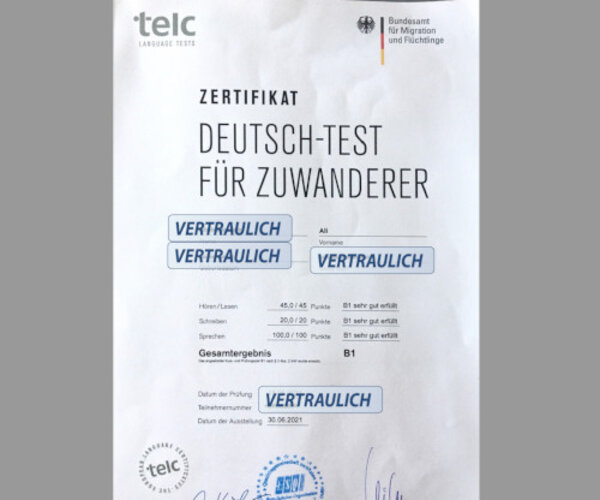 telc
LANGUAGE TESTS
Bundesamt
für Migration
und Flüchtlinge
ZERTIFIKAT
DEUTSCH-TEST
FÜR ZUWANDERER
VERTRAULICH
Ali
Vorname
VERTRAULICH
VERTRAULICH
Hören / Lesen 45,0 / 45 Punkte B1 sehr gut erfüllt
Schreiben 20,0 / 20 Punkte B1 sehr gut erfüllt
Sprechen 100,0 / 100 Punkte B1 sehr gut erfüllt
Gesamtergebnis B1
Datum der Prüfung
VERTRAULICH
Teilnehmernummer
Datum der Ausstellung 30.06.2021
telc